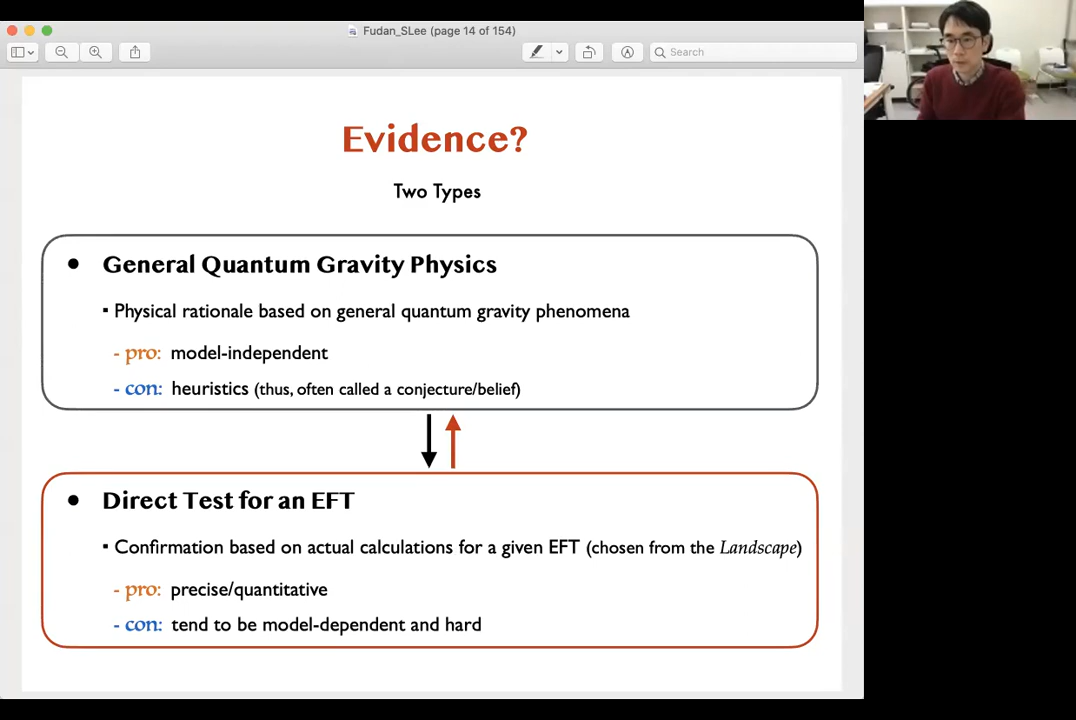 Fudan_SLee (page 14 of 154)
Search
Evidence?
Two Types
• General Quantum Gravity Physics
▪ Physical rationale based on general quantum gravity phenomena
- pro: model-independent
- con: heuristics (thus, often called a conjecture/belief)
• Direct Test for an EFT
▪ Confirmation based on actual calculations for a given EFT (chosen from the Landscape)
- pro: precise/quantitative
- con: tend to be model-dependent and hard